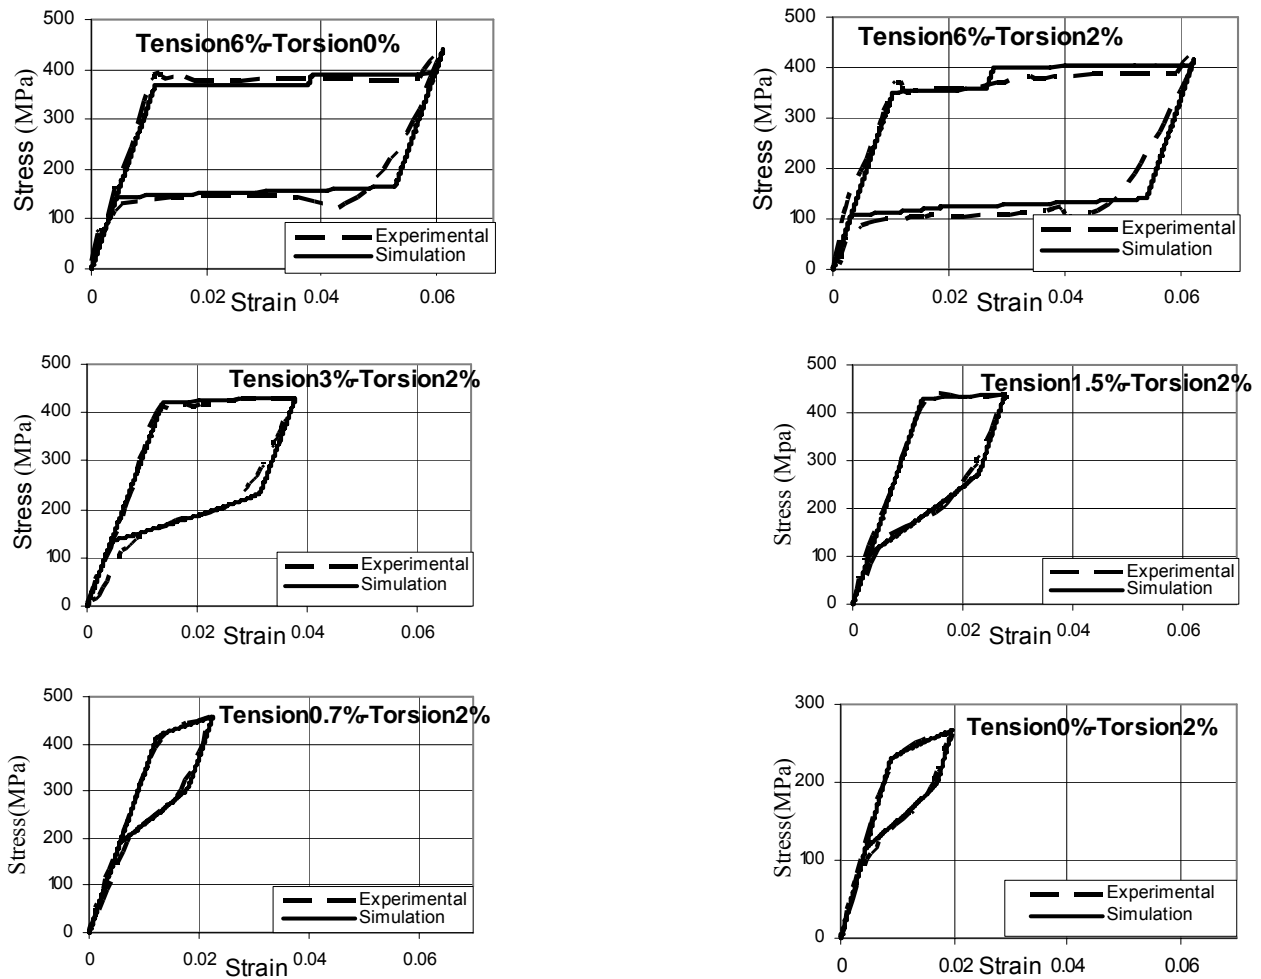 Tension6%-Torsion0%
Stress (MPa)
500
400
300
200
100
0
Experimental
Simulation
0 0.02 0.04 0.06
Strain
Tension6%-Torsion2%
Stress (MPa)
500
400
300
200
100
0
Experimental
Simulation
0 0.02 0.04 0.06
Strain
Tension3%-Torsion2%
Stress (MPa)
500
400
300
200
100
0
Experimental
Simulation
0 0.02 0.04 0.06
Strain
Tension1.5%-Torsion2%
Stress (Mpa)
500
400
300
200
100
0
Experimental
Simulation
0 0.02 0.04 0.06
Strain
Tension0.7%-Torsion2%
Stress(MPa)
500
400
300
200
100
0
Experimental
Simulation
0 0.02 0.04 0.06
Strain
Tension0%-Torsion2%
Stress(MPa)
300
200
100
0
Experimental
Simulation
0 0.02 0.04 0.06
Strain